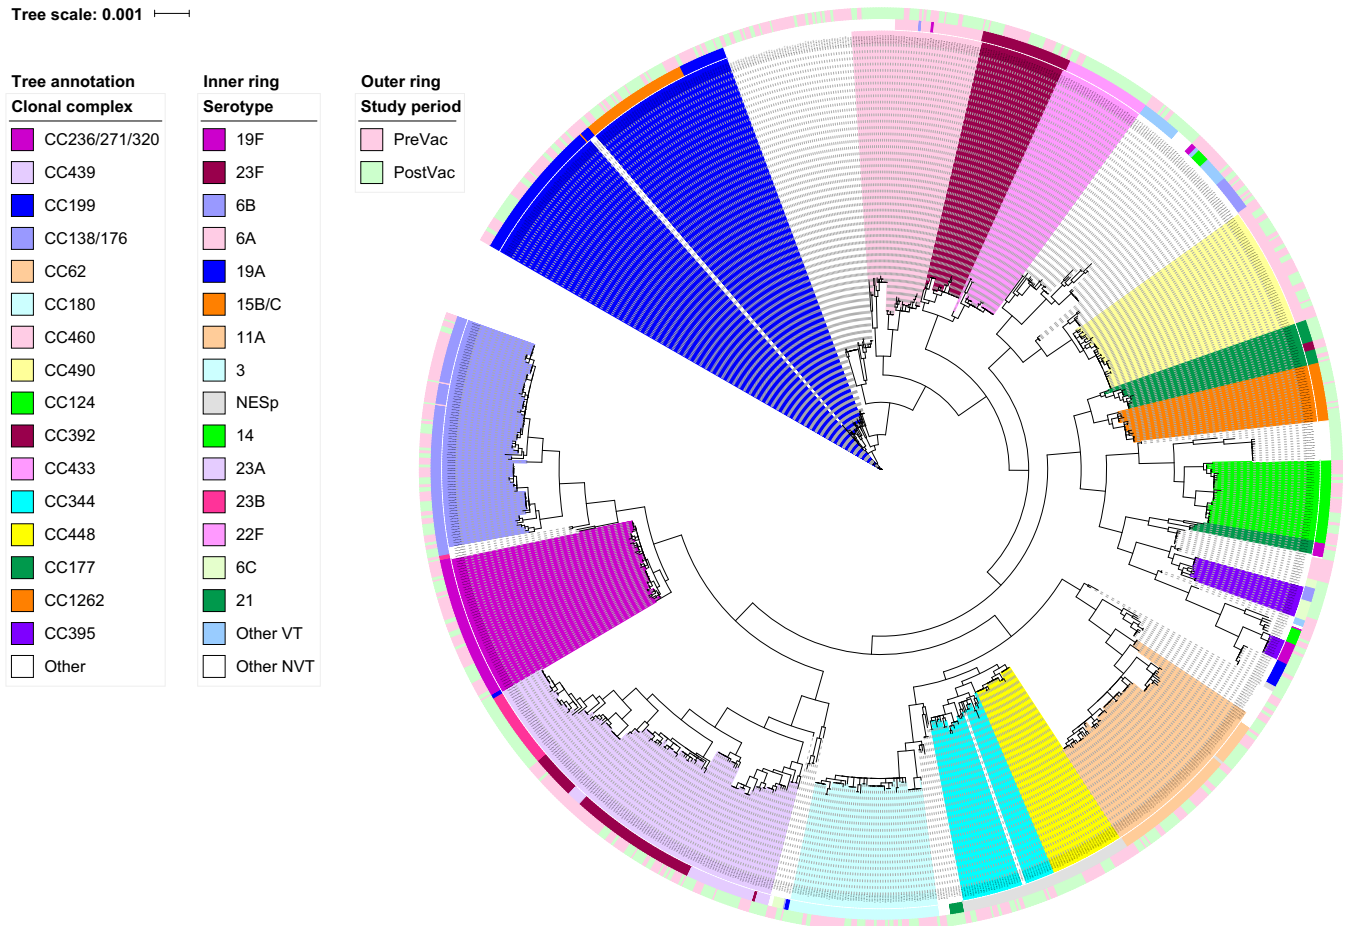 Tree scale: 0.001
Tree annotation
Clonal complex
CC236/271/320
CC439
CC199
CC138/176
CC62
CC180
CC460
CC490
CC124
CC392
CC433
CC344
CC448
CC177
CC1262
CC395
Other
Inner ring
Serotype
19F
23F
6B
6A
19A
15B/C
11A
3
NESp
14
23A
23B
22F
6C
21
Other VT
Other NVT
Outer ring
Study period
PreVac
PostVac